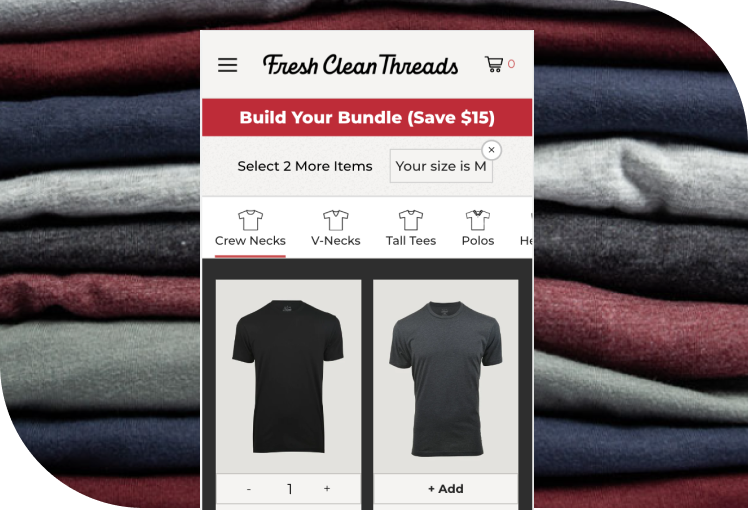 Fresh Clean Threads
0
Build Your Bundle (Save $15)
Select 2 More Items
Your size is M
×
Crew Necks
V-Necks
Tall Tees
Polos
He
- 1 +
+ Add